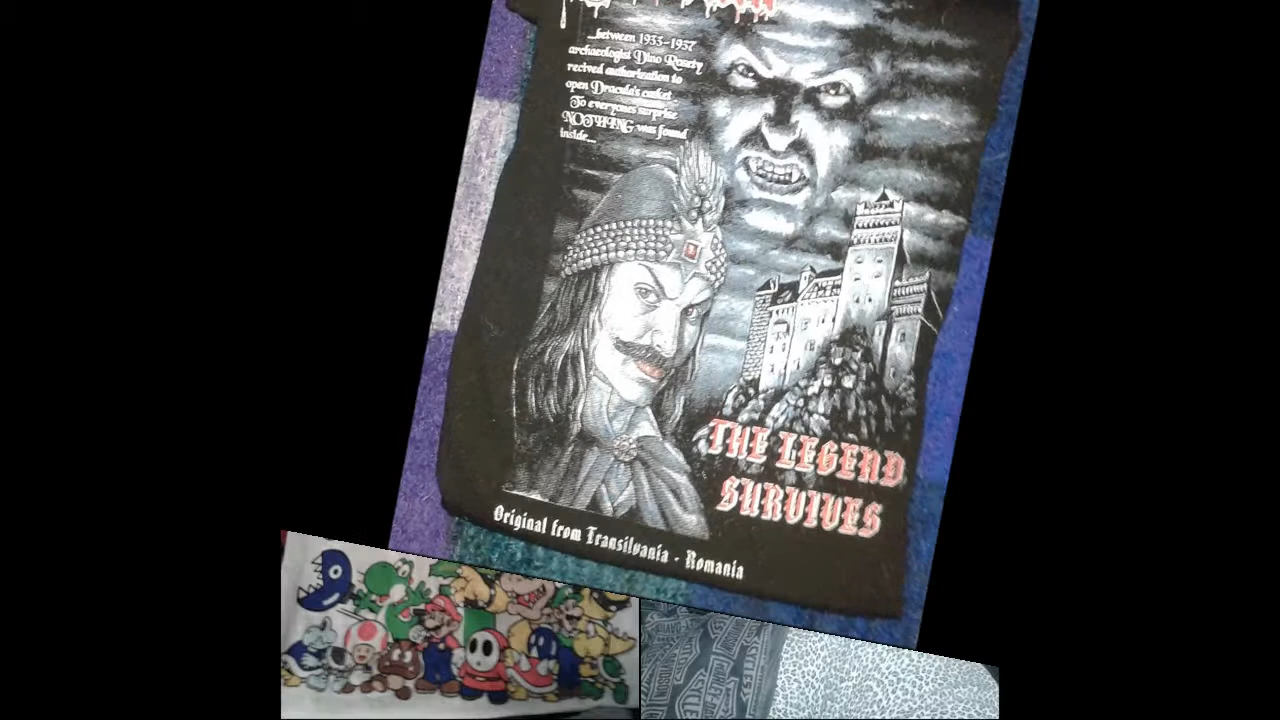 ...between 1933-1937
archaeologist Dino Rosety
recived authorization to
open Dracula's casket
To everyones surprise
NOTHING was found
inside...
THE LEGEND
SURVIVES
Original from Transilvania - Romania